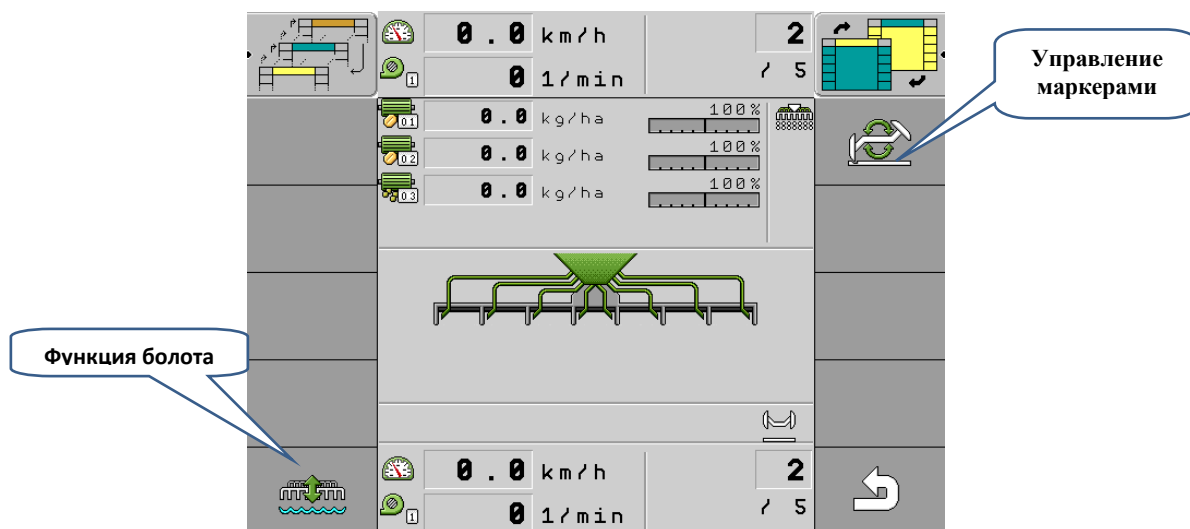 0.0 km/h
2
1
0 1/min
/ 5
Управление
маркерами
01
0.0 kg/ha
100%
02
0.0 kg/ha
100%
03
0.0 kg/ha
100%
Функция болота
0.0 km/h
2
1
0 1/min
/ 5